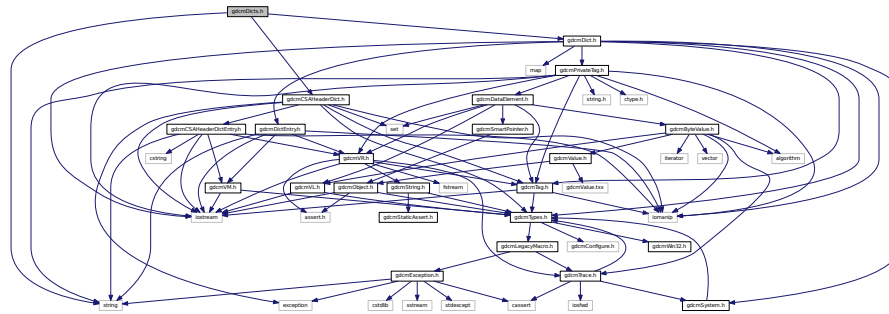 gdcmDicts.h
gdcmDict.h
map
gdcmPrivateTag.h
gdcmCSAHeaderDict.h
set
gdcmDataElement.h
string.h
ctype.h
gdcmCSAHeaderDictEntry.h
gdcmDictEntry.h
gdcmSmartPointer.h
gdcmByteValue.h
cstring
gdcmVR.h
gdcmValue.h
iterator
vector
algorithm
gdcmVM.h
gdcmVL.h
gdcmObject.h
gdcmString.h
fstream
gdcmTag.h
gdcmValue.txx
iostream
assert.h
gdcmStaticAssert.h
gdcmTypes.h
iomanip
gdcmLegacyMacro.h
gdcmConfigure.h
gdcmWin32.h
gdcmException.h
gdcmTrace.h
string
exception
cstdlib
sstream
stdexcept
cassert
iosfwd
gdcmSystem.h